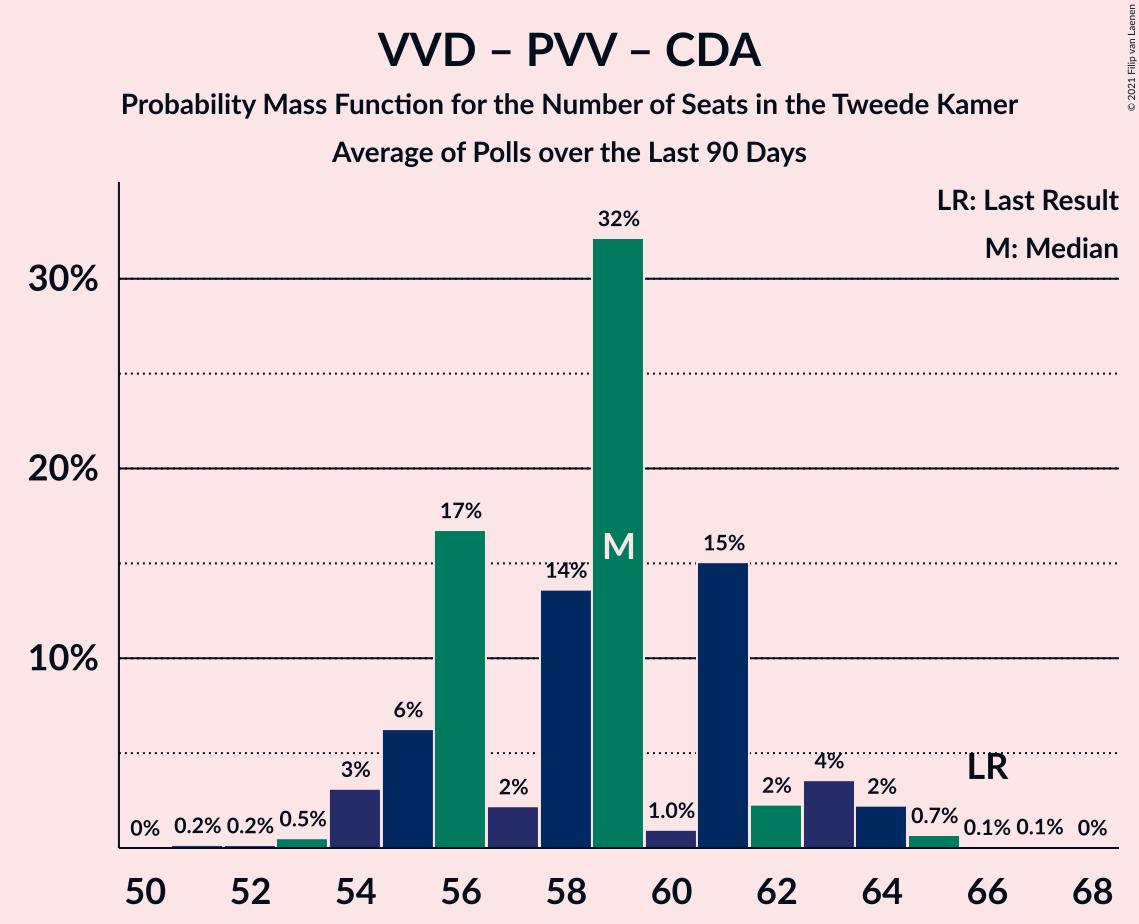 VVD – PVV – CDA
Probability Mass Function for the Number of Seats in the Tweede Kamer
Average of Polls over the Last 90 Days
© 2021 Filip van Laenen
LR: Last Result
M: Median
30%
20%
10%
0%
0.2%
0.2%
0.5%
3%
6%
17%
2%
14%
32%
M
1.0%
15%
2%
4%
2%
0.7%
LR
0.1%
0.1%
0%
50 52 54 56 58 60 62 64 66 68